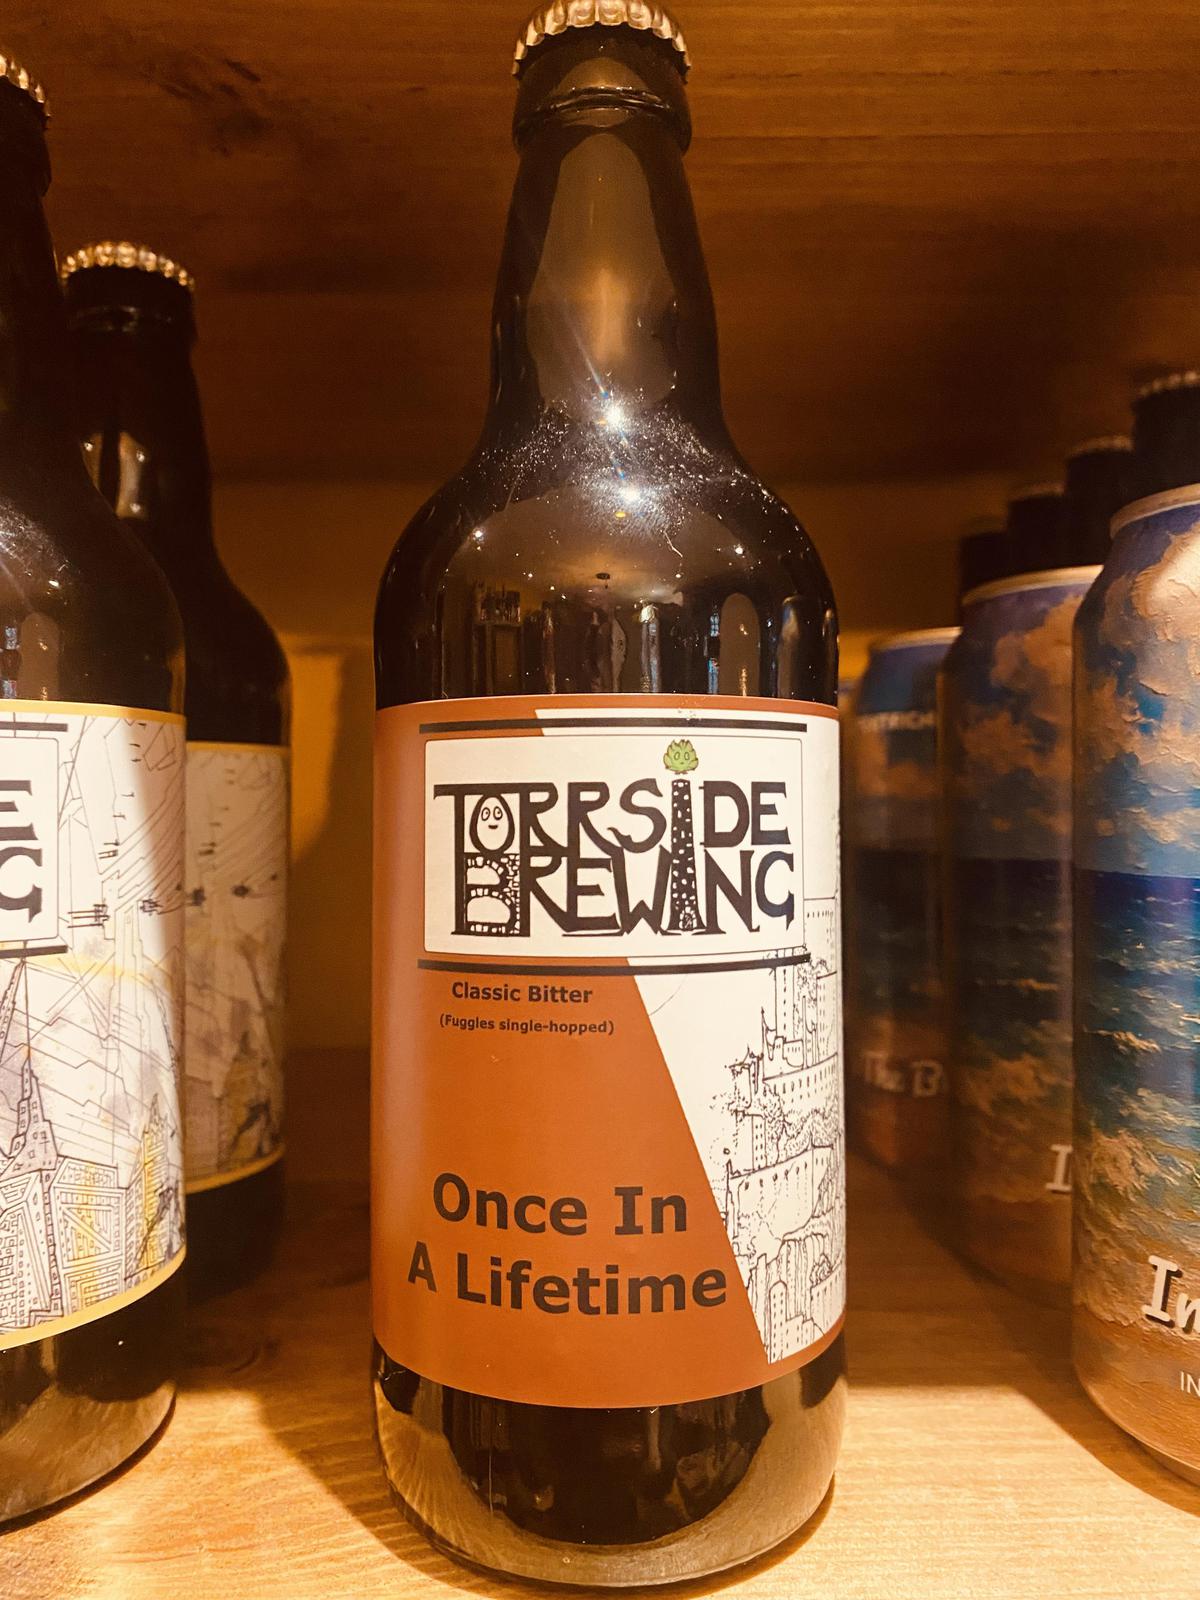 TORRSIDE
BREWING
Classic Bitter
(Fuggles single-hopped)
Once In
A Lifetime